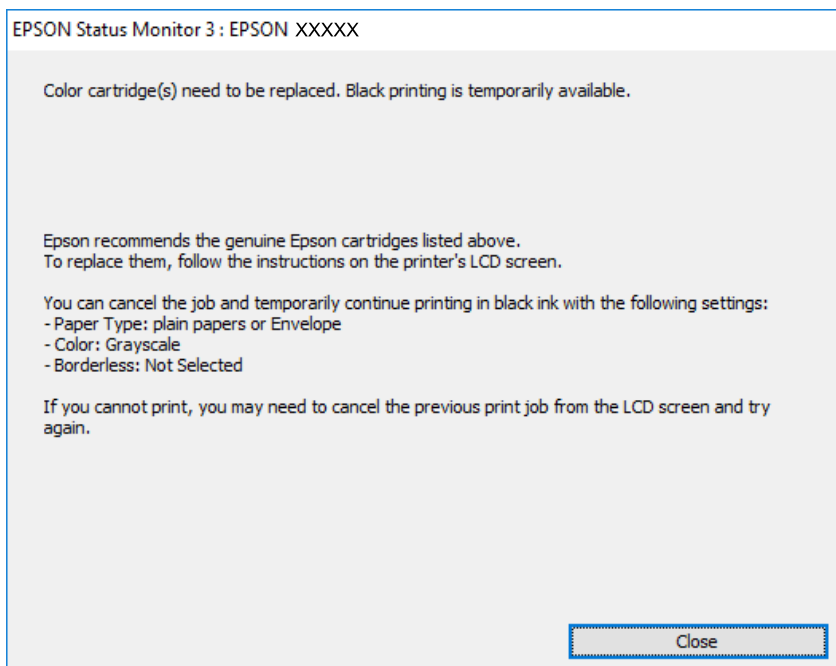 EPSON Status Monitor 3 : EPSON XXXXX
Color cartridge(s) need to be replaced. Black printing is temporarily available.
Epson recommends the genuine Epson cartridges listed above.
To replace them, follow the instructions on the printer's LCD screen.
You can cancel the job and temporarily continue printing in black ink with the following settings:
- Paper Type: plain papers or Envelope
- Color: Grayscale
- Borderless: Not Selected
If you cannot print, you may need to cancel the previous print job from the LCD screen and try
again.
Close